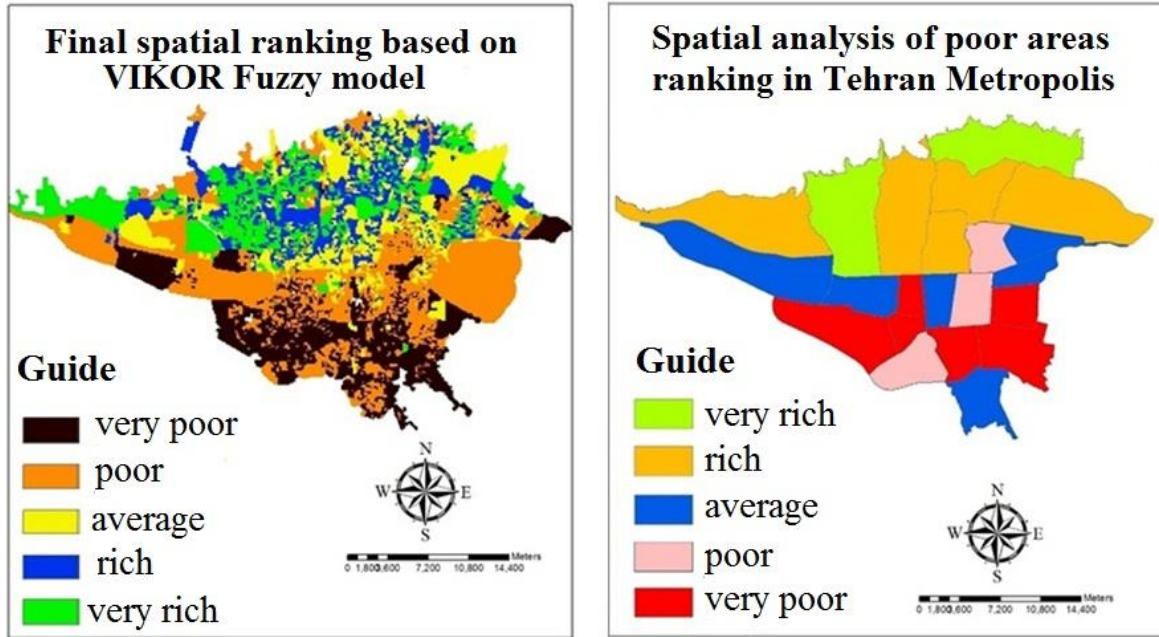 Final spatial ranking based on
VIKOR Fuzzy model
Guide
very poor
poor
average
rich
very rich
N
W E
S
Meters
0 1,800 3,600 7,200 10,800 14,400
Spatial analysis of poor areas
ranking in Tehran Metropolis
Guide
very rich
rich
average
poor
very poor
N
W E
S
Meters
0 1,800 3,600 7,200 10,800 14,400